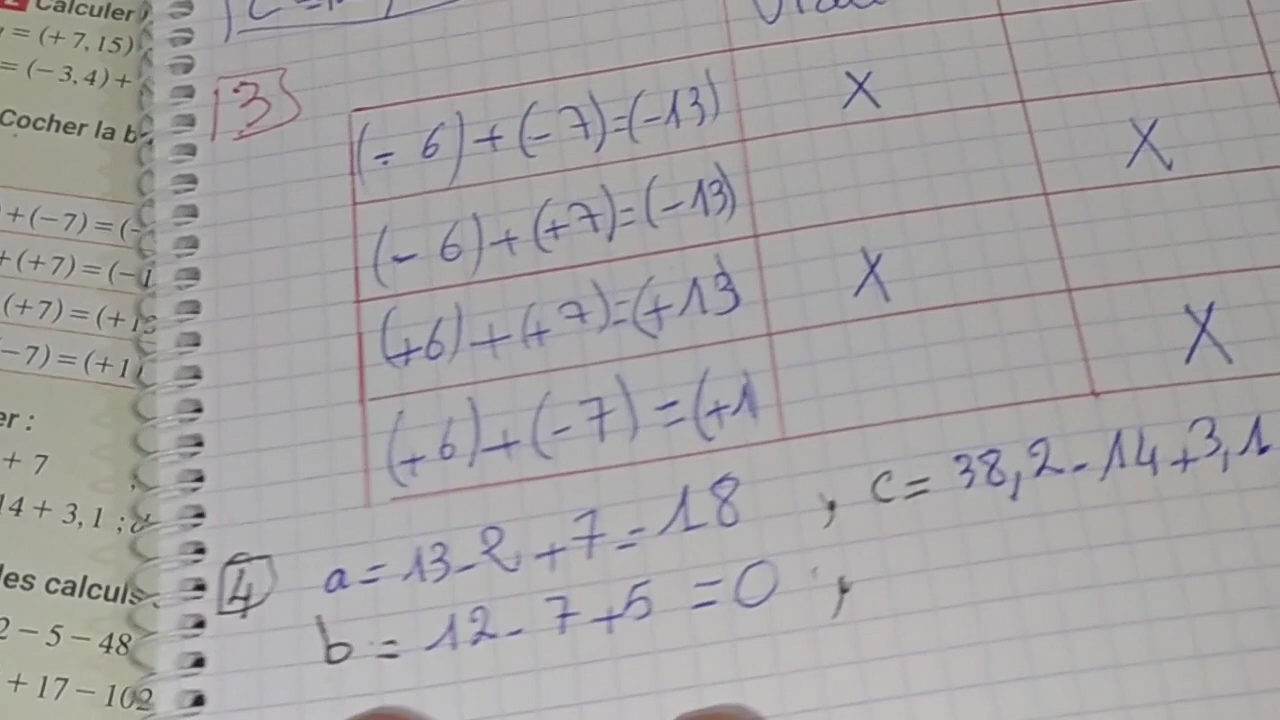 Calculer
= (+7,15)
= (−3,4) +
Cocher la b
+(−7) = (−
+(+7) = (−1
(+7) = (+13
−7) = (+1
er :
+ 7
14 + 3,1 ;
les calculs
2 − 5 − 48
+ 17 − 102
3
(- 6)+(-7)=(-13) X
(- 6)+(+7)=(-13) X
(+6)+(+7)=(+13 X
(+6)+(-7)=(+1 X
4 a=13-2+7=18 , c=38,2-14+3,1
b=12-7+5=0 ,